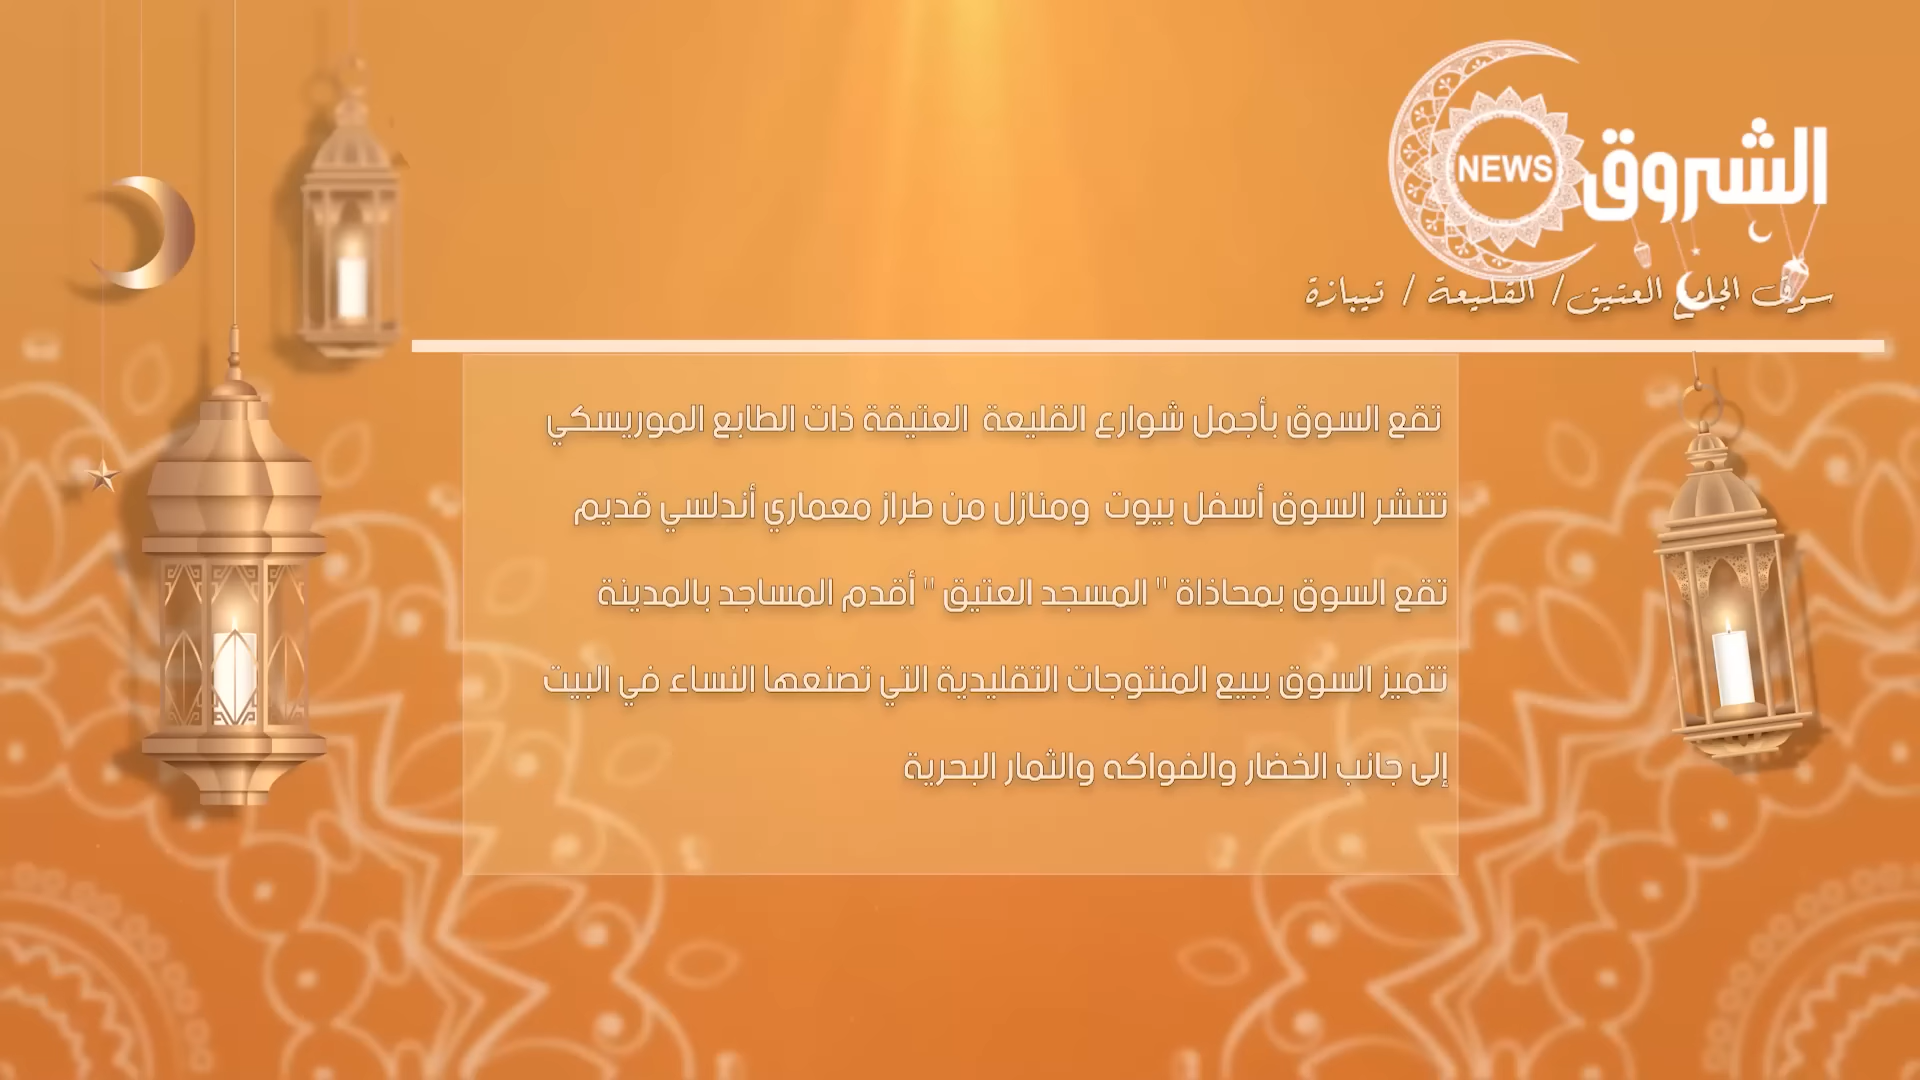 الشروق
NEWS
سوق الجامع العتيق/ القليعة / تيبازة
تقع السوق بأجمل شوارع القليعة العتيقة ذات الطابع الموريسكي
تتنشر السوق أسفل بيوت ومنازل من طراز معماري أندلسي قديم
تقع السوق بمحاذاة " المسجد العتيق " أقدم المساجد بالمدينة
تتميز السوق ببيع المنتوجات التقليدية التي تصنعها النساء في البيت
إلى جانب الخضار والفواكه والثمار البحرية